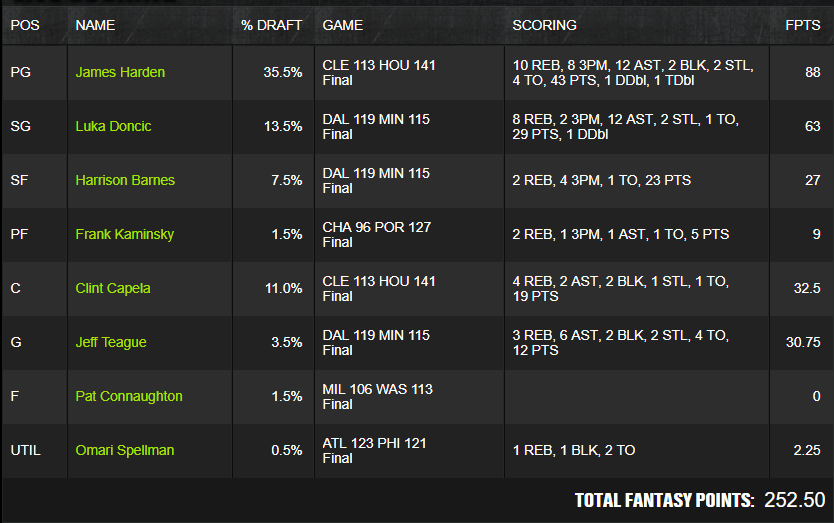 POS NAME % DRAFT GAME SCORING FPTS
PG James Harden 35.5% CLE 113 HOU 141 Final 10 REB, 8 3PM, 12 AST, 2 BLK, 2 STL, 4 TO, 43 PTS, 1 DDbl, 1 TDbl 88
SG Luka Doncic 13.5% DAL 119 MIN 115 Final 8 REB, 2 3PM, 12 AST, 2 STL, 1 TO, 29 PTS, 1 DDbl 63
SF Harrison Barnes 7.5% DAL 119 MIN 115 Final 2 REB, 4 3PM, 1 TO, 23 PTS 27
PF Frank Kaminsky 1.5% CHA 96 POR 127 Final 2 REB, 1 3PM, 1 AST, 1 TO, 5 PTS 9
C Clint Capela 11.0% CLE 113 HOU 141 Final 4 REB, 2 AST, 2 BLK, 1 STL, 1 TO, 19 PTS 32.5
G Jeff Teague 3.5% DAL 119 MIN 115 Final 3 REB, 6 AST, 2 BLK, 2 STL, 4 TO, 12 PTS 30.75
F Pat Connaughton 1.5% MIL 106 WAS 113 Final 0
UTIL Omari Spellman 0.5% ATL 123 PHI 121 Final 1 REB, 1 BLK, 2 TO 2.25
TOTAL FANTASY POINTS: 252.50